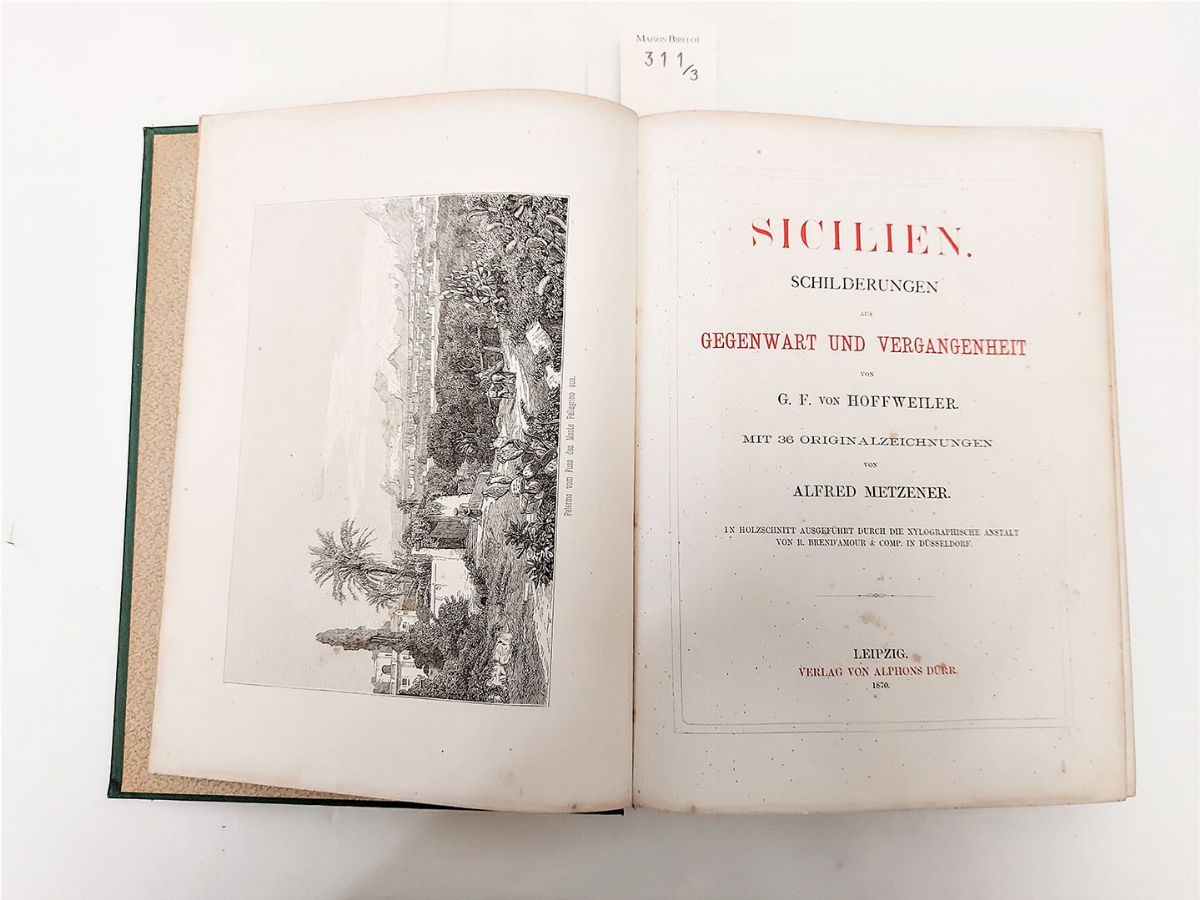 MAISON BIBELOT
311/3
Palermo vom Fuss des Monte Pellegrino aus.
SICILIEN.
SCHILDERUNGEN
AUS
GEGENWART UND VERGANGENHEIT
VON
G. F. VON HOFFWEILER.
MIT 36 ORIGINALZEICHNUNGEN
VON
ALFRED METZENER.
IN HOLZSCHNITT AUSGEFÜHRT DURCH DIE XYLOGRAPHISCHE ANSTALT
VON R. BREND'AMOUR & COMP. IN DÜSSELDORF.
LEIPZIG.
VERLAG VON ALPHONS DÜRR.
1870.